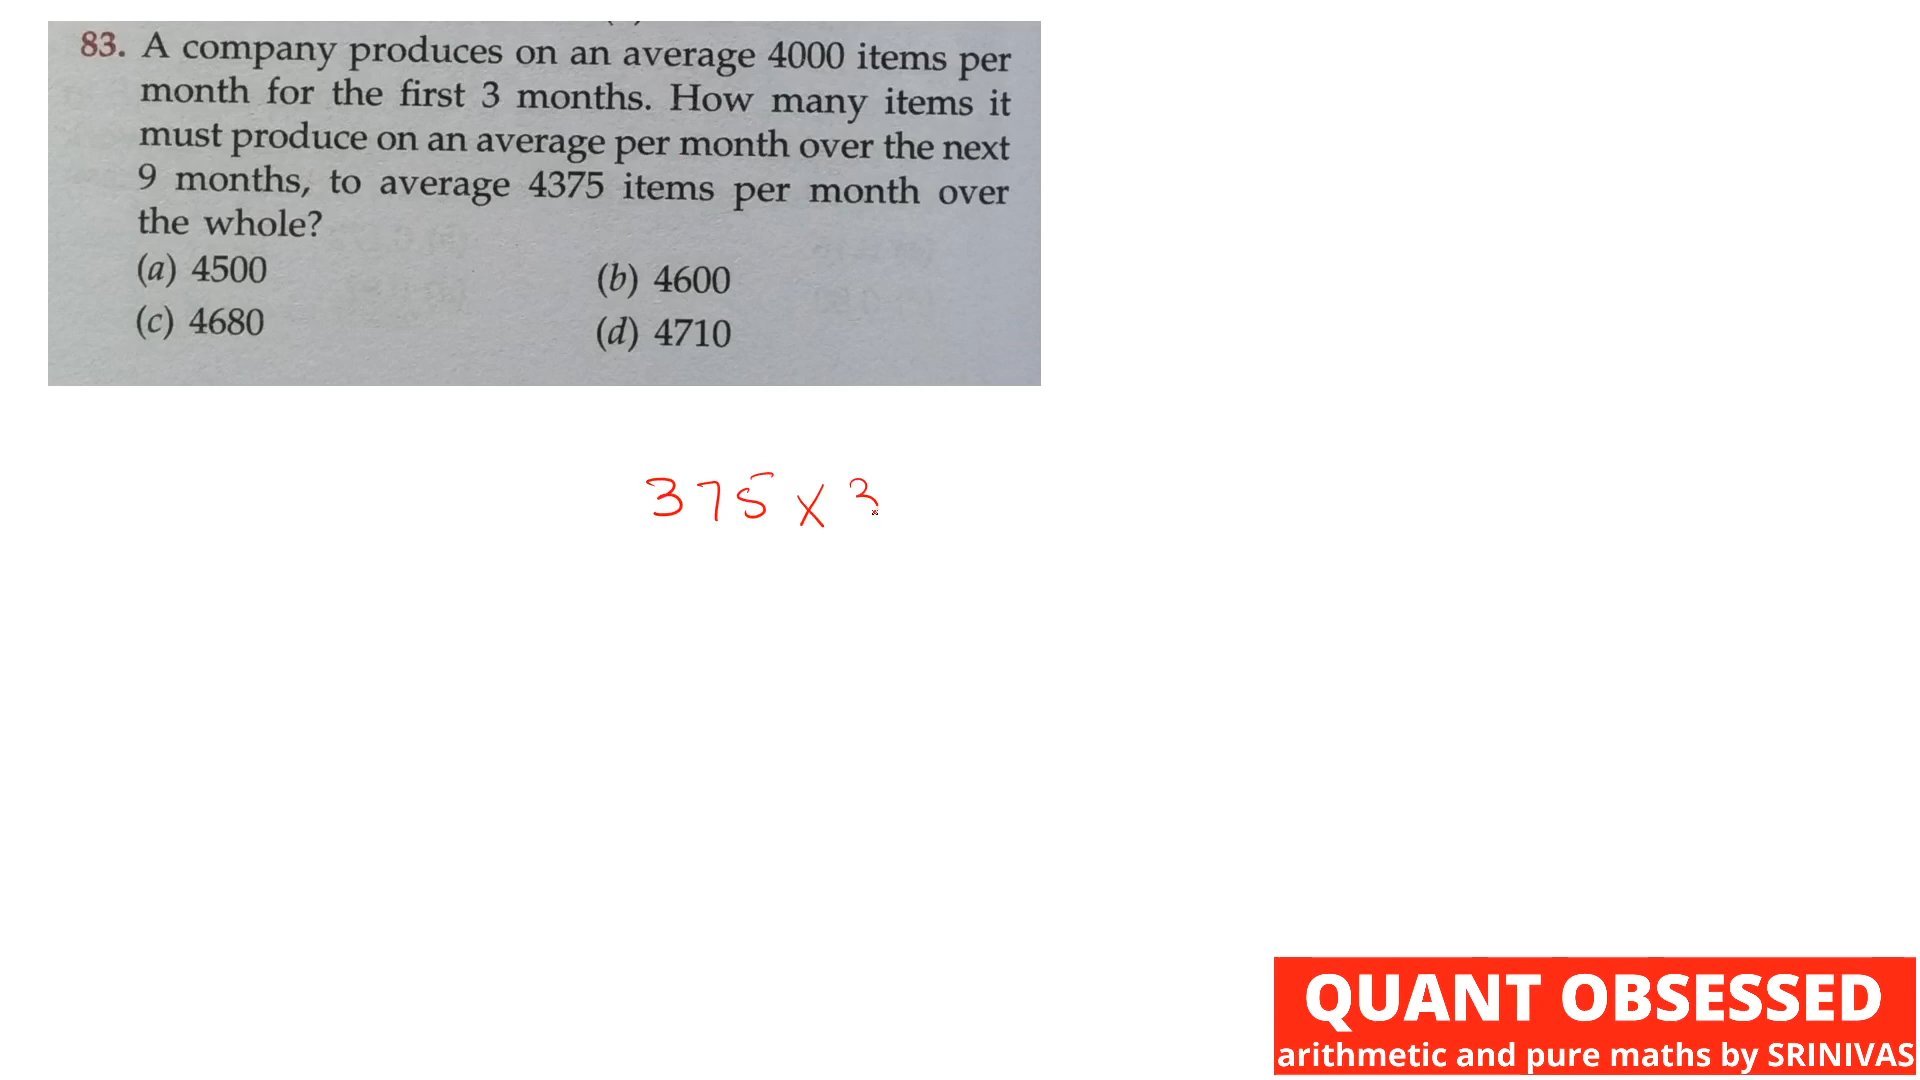 83. A company produces on an average 4000 items per
month for the first 3 months. How many items it
must produce on an average per month over the next
9 months, to average 4375 items per month over
the whole?
(a) 4500 (b) 4600
(c) 4680 (d) 4710
375 x 3
QUANT OBSESSED
arithmetic and pure maths by SRINIVAS